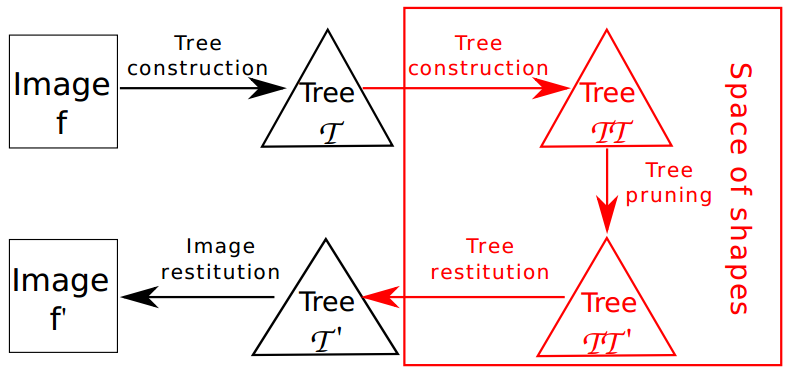 Image
f
Tree
construction
Tree
𝒯
Tree
construction
Tree
𝒯𝒯
Tree
pruning
Space of shapes
Image
f'
Image
restitution
Tree
𝒯'
Tree
restitution
Tree
𝒯𝒯'